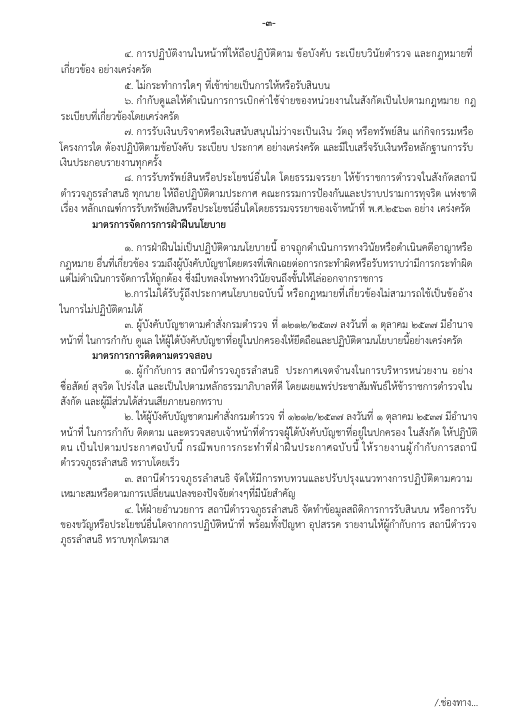 -๓-
๔. การปฏิบัติงานในหน้าที่ให้ถือปฏิบัติตาม ข้อบังคับ ระเบียบวินัยตำรวจ และกฎหมายที่
เกี่ยวข้อง อย่างเคร่งครัด
๕. ไม่กระทำการใดๆ ที่เข้าข่ายเป็นการให้หรือรับสินบน
๖. กำกับดูแลให้ดำเนินการการเบิกค่าใช้จ่ายของหน่วยงานในสังกัดเป็นไปตามกฎหมาย กฎ
ระเบียบที่เกี่ยวข้องโดยเคร่งครัด
๗. การรับเงินบริจาคหรือเงินสนับสนุนไม่ว่าจะเป็นเงิน วัตถุ หรือทรัพย์สิน แก่กิจกรรมหรือ
โครงการใด ต้องปฏิบัติตามข้อบังคับ ระเบียบ ประกาศ อย่างเคร่งครัด และมีใบเสร็จรับเงินหรือหลักฐานการรับ
เงินประกอบรายงานทุกครั้ง
๘. การรับทรัพย์สินหรือประโยชน์อื่นใด โดยธรรมจรรยา ให้ข้าราชการตำรวจในสังกัดสถานี
ตำรวจภูธรลำสนธิ ทุกนาย ให้ถือปฏิบัติตามประกาศ คณะกรรมการป้องกันและปราบปรามการทุจริต แห่งชาติ
เรื่อง หลักเกณฑ์การรับทรัพย์สินหรือประโยชน์อื่นใดโดยธรรมจรรยาของเจ้าหน้าที่ พ.ศ.๒๕๖๓ อย่าง เคร่งครัด
มาตรการจัดการการฝ่าฝืนนโยบาย
๑. การฝ่าฝืนไม่เป็นปฏิบัติตามนโยบายนี้ อาจถูกดำเนินการทางวินัยหรือดำเนินคดีอาญาหรือ
กฎหมาย อื่นที่เกี่ยวข้อง รวมถึงผู้บังคับบัญชาโดยตรงที่เพิกเฉยต่อการกระทำผิดหรือรับทราบว่ามีการกระทำผิด
แต่ไม่ดำเนินการจัดการให้ถูกต้อง ซึ่งมีบทลงโทษทางวินัยจนถึงขั้นให้ไล่ออกจากราชการ
๒.การไม่ได้รับรู้ถึงประกาศนโยบายฉบับนี้ หรือกฎหมายที่เกี่ยวข้องไม่สามารถใช้เป็นข้ออ้าง
ในการไม่ปฏิบัติตามได้
๓. ผู้บังคับบัญชาตามคำสั่งกรมตำรวจ ที่ ๑๒๑๒/๒๕๓๗ ลงวันที่ ๑ ตุลาคม ๒๕๓๗ มีอำนาจ
หน้าที่ ในการกำกับ ดูแล ให้ผู้ใต้บังคับบัญชาที่อยู่ในปกครองให้ยึดถือและปฏิบัติตามนโยบายนี้อย่างเคร่งครัด
มาตรการการติดตามตรวจสอบ
๑. ผู้กำกับการ สถานีตำรวจภูธรลำสนธิ ประกาศเจตจำนงในการบริหารหน่วยงาน อย่าง
ซื่อสัตย์ สุจริต โปร่งใส และเป็นไปตามหลักธรรมาภิบาลที่ดี โดยเผยแพร่ประชาสัมพันธ์ให้ข้าราชการตำรวจใน
สังกัด และผู้มีส่วนได้ส่วนเสียภายนอกทราบ
๒. ให้ผู้บังคับบัญชาตามคำสั่งกรมตำรวจ ที่ ๑๒๑๒/๒๕๓๗ ลงวันที่ ๑ ตุลาคม ๒๕๓๗ มีอำนาจ
หน้าที่ ในการกำกับ ติดตาม และตรวจสอบเจ้าหน้าที่ตำรวจผู้ใต้บังคับบัญชาที่อยู่ในปกครอง ในสังกัด ให้ปฏิบัติ
ตน เป็นไปตามประกาศฉบับนี้ กรณีพบการกระทำที่ฝ่าฝืนประกาศฉบับนี้ ให้รายงานผู้กำกับการสถานี
ตำรวจภูธรลำสนธิ ทราบโดยเร็ว
๓. สถานีตำรวจภูธรลำสนธิ จัดให้มีการทบทวนและปรับปรุงแนวทางการปฏิบัติตามความ
เหมาะสมหรือตามการเปลี่ยนแปลงของปัจจัยต่างๆที่มีนัยสำคัญ
๔. ให้ฝ่ายอำนวยการ สถานีตำรวจภูธรลำสนธิ จัดทำข้อมูลสถิติการการรับสินบน หรือการรับ
ของขวัญหรือประโยชน์อื่นใดจากการปฏิบัติหน้าที่ พร้อมทั้งปัญหา อุปสรรค รายงานให้ผู้กำกับการ สถานีตำรวจ
ภูธรลำสนธิ ทราบทุกไตรมาส
/.ช่องทาง...